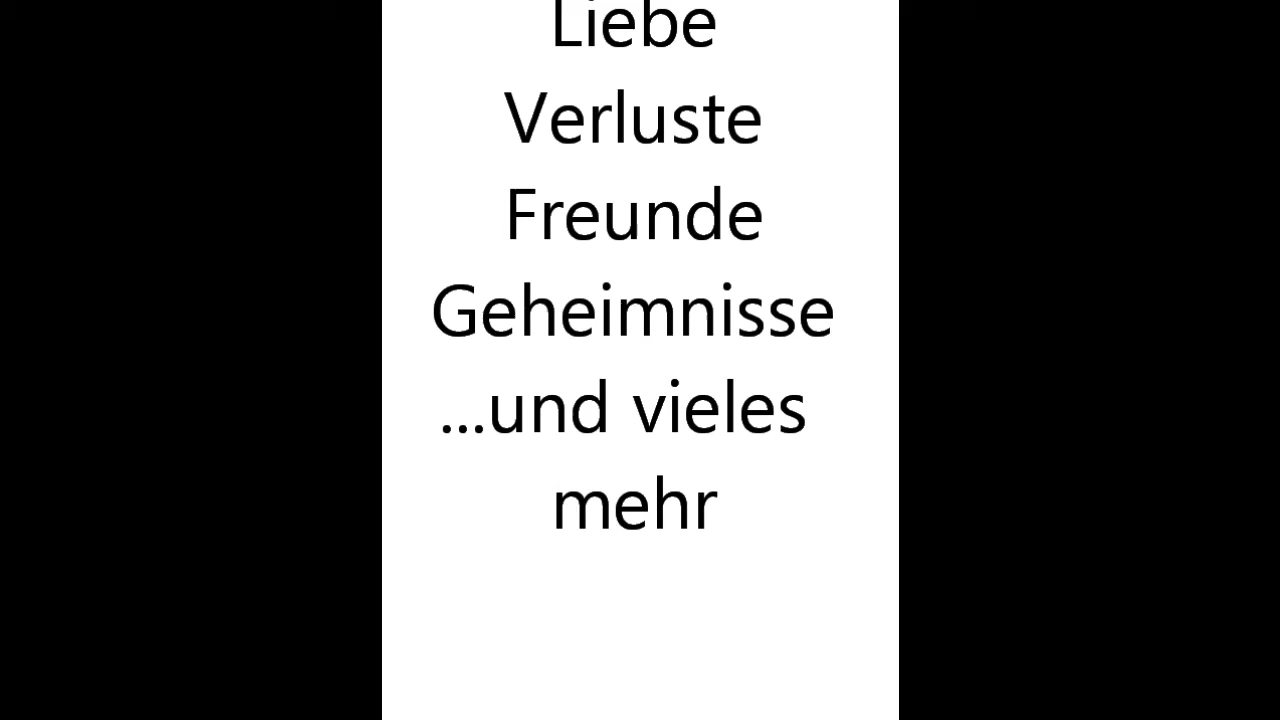 Liebe
Verluste
Freunde
Geheimnisse
...und vieles
mehr